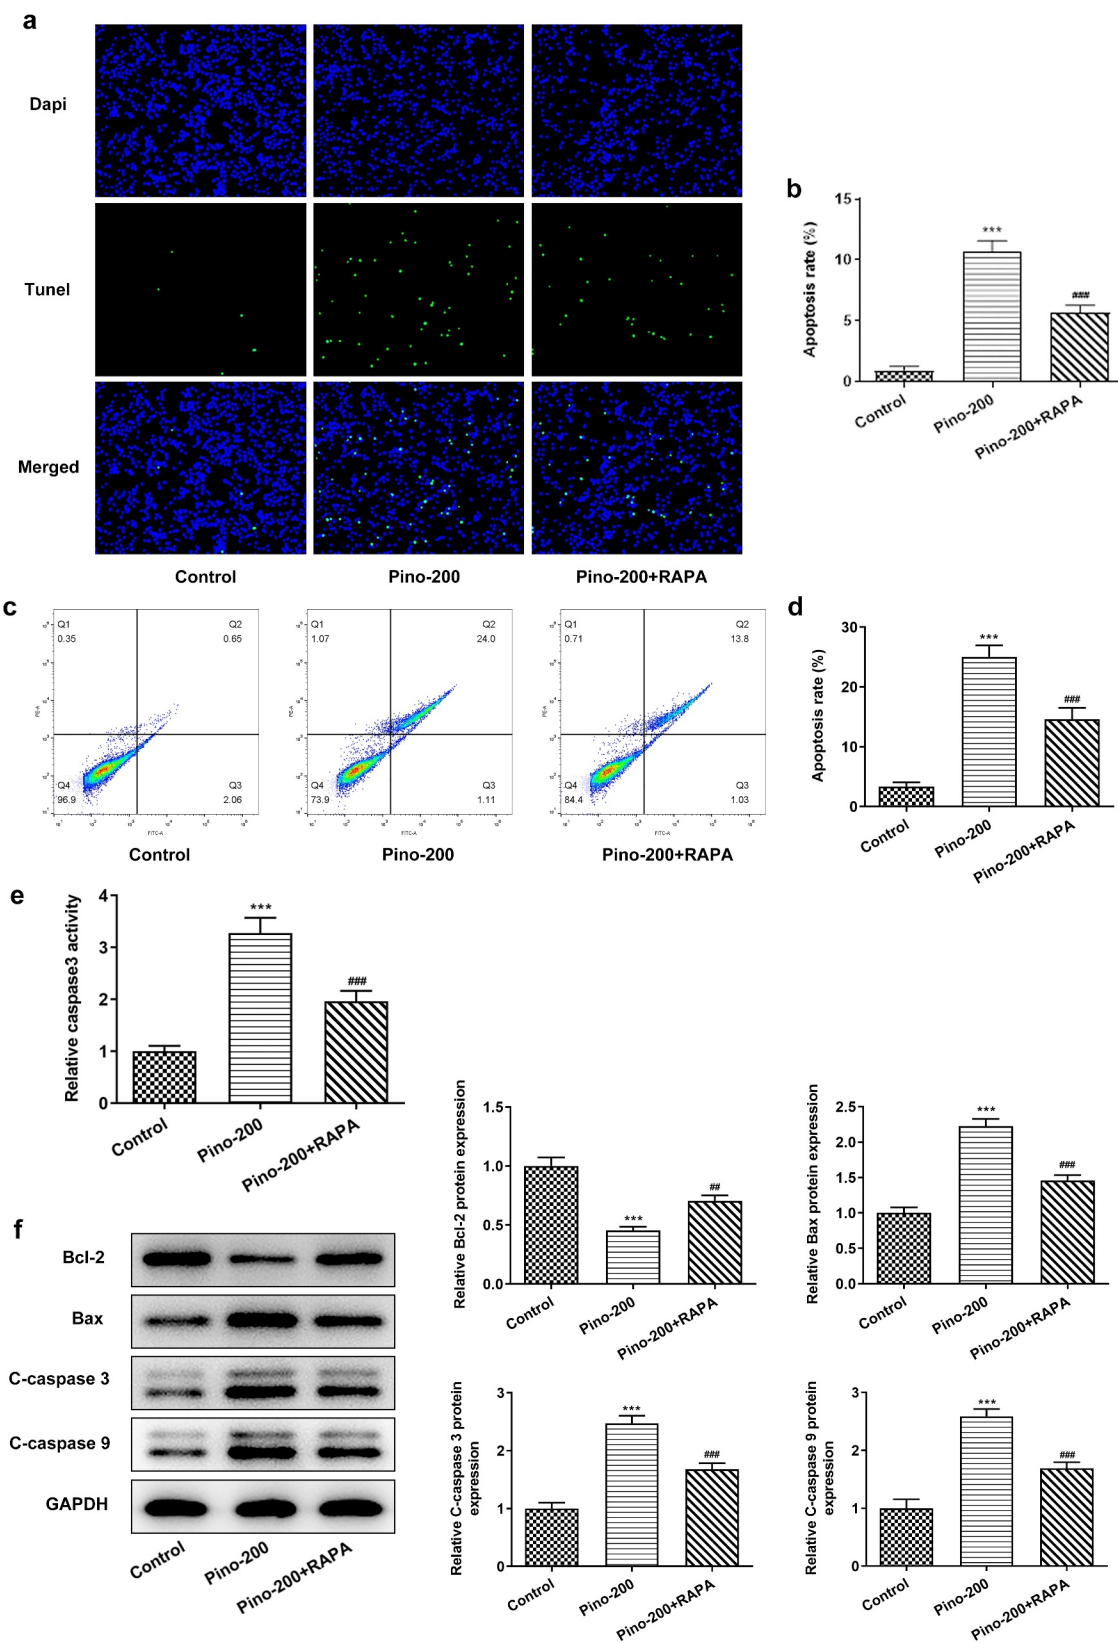 a
Dapi
Tunel
Merged
Control
Pino-200
Pino-200+RAPA
b
Apoptosis rate (%)
15
10
5
0
***
###
Control
Pino-200
Pino-200+RAPA
c
Q1
0.35
Q2
0.65
Q4
96.9
Q3
2.06
PE-A
FITC-A
Control
Q1
1.07
Q2
24.0
Q4
73.9
Q3
1.11
PE-A
FITC-A
Pino-200
Q1
0.71
Q2
13.8
Q4
84.4
Q3
1.03
PE-A
FITC-A
Pino-200+RAPA
d
Apoptosis rate (%)
30
20
10
0
***
###
Control
Pino-200
Pino-200+RAPA
e
Relative caspase3 activity
4
3
2
1
0
***
###
Control
Pino-200
Pino-200+RAPA
f
Bcl-2
Bax
C-caspase 3
C-caspase 9
GAPDH
Control
Pino-200
Pino-200+RAPA
Relative Bcl-2 protein expression
1.5
1.0
0.5
0.0
***
##
Control
Pino-200
Pino-200+RAPA
Relative Bax protein expression
2.5
2.0
1.5
1.0
0.5
0.0
***
###
Control
Pino-200
Pino-200+RAPA
Relative C-caspase 3 protein
expression
3
2
1
0
***
###
Control
Pino-200
Pino-200+RAPA
Relative C-caspase 9 protein
expression
3
2
1
0
***
###
Control
Pino-200
Pino-200+RAPA